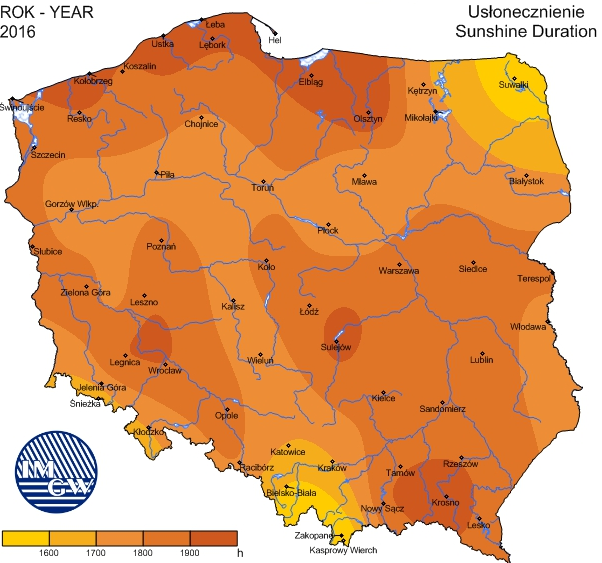 ROK - YEAR
2016
Usłonecznienie
Sunshine Duration
Łeba
Hel
Ustka
Lębork
Koszalin
Kołobrzeg
Elbląg
Kętrzyn
Suwałki
Świnoujście
Resko
Chojnice
Olsztyn
Mikołajki
Szczecin
Piła
Toruń
Mława
Białystok
Gorzów Wlkp.
Płock
Słubice
Poznań
Koło
Warszawa
Siedlce
Terespol
Zielona Góra
Leszno
Kalisz
Łódź
Włodawa
Sulejów
Legnica
Wrocław
Wieluń
Lublin
Jelenia Góra
Śnieżka
Kielce
Sandomierz
Opole
Kłodzko
Katowice
Racibórz
Kraków
Tarnów
Rzeszów
Bielsko-Biała
Nowy Sącz
Krosno
Lesko
Zakopane
Kasprowy Wierch
IM
GW
1600 1700 1800 1900 h